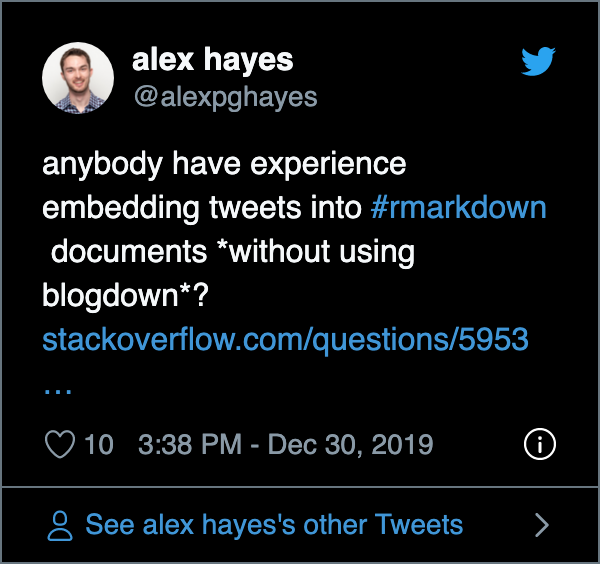 alex hayes
@alexpghayes
anybody have experience
embedding tweets into #rmarkdown
documents *without using
blogdown*?
stackoverflow.com/questions/5953
…
10 3:38 PM - Dec 30, 2019
See alex hayes's other Tweets